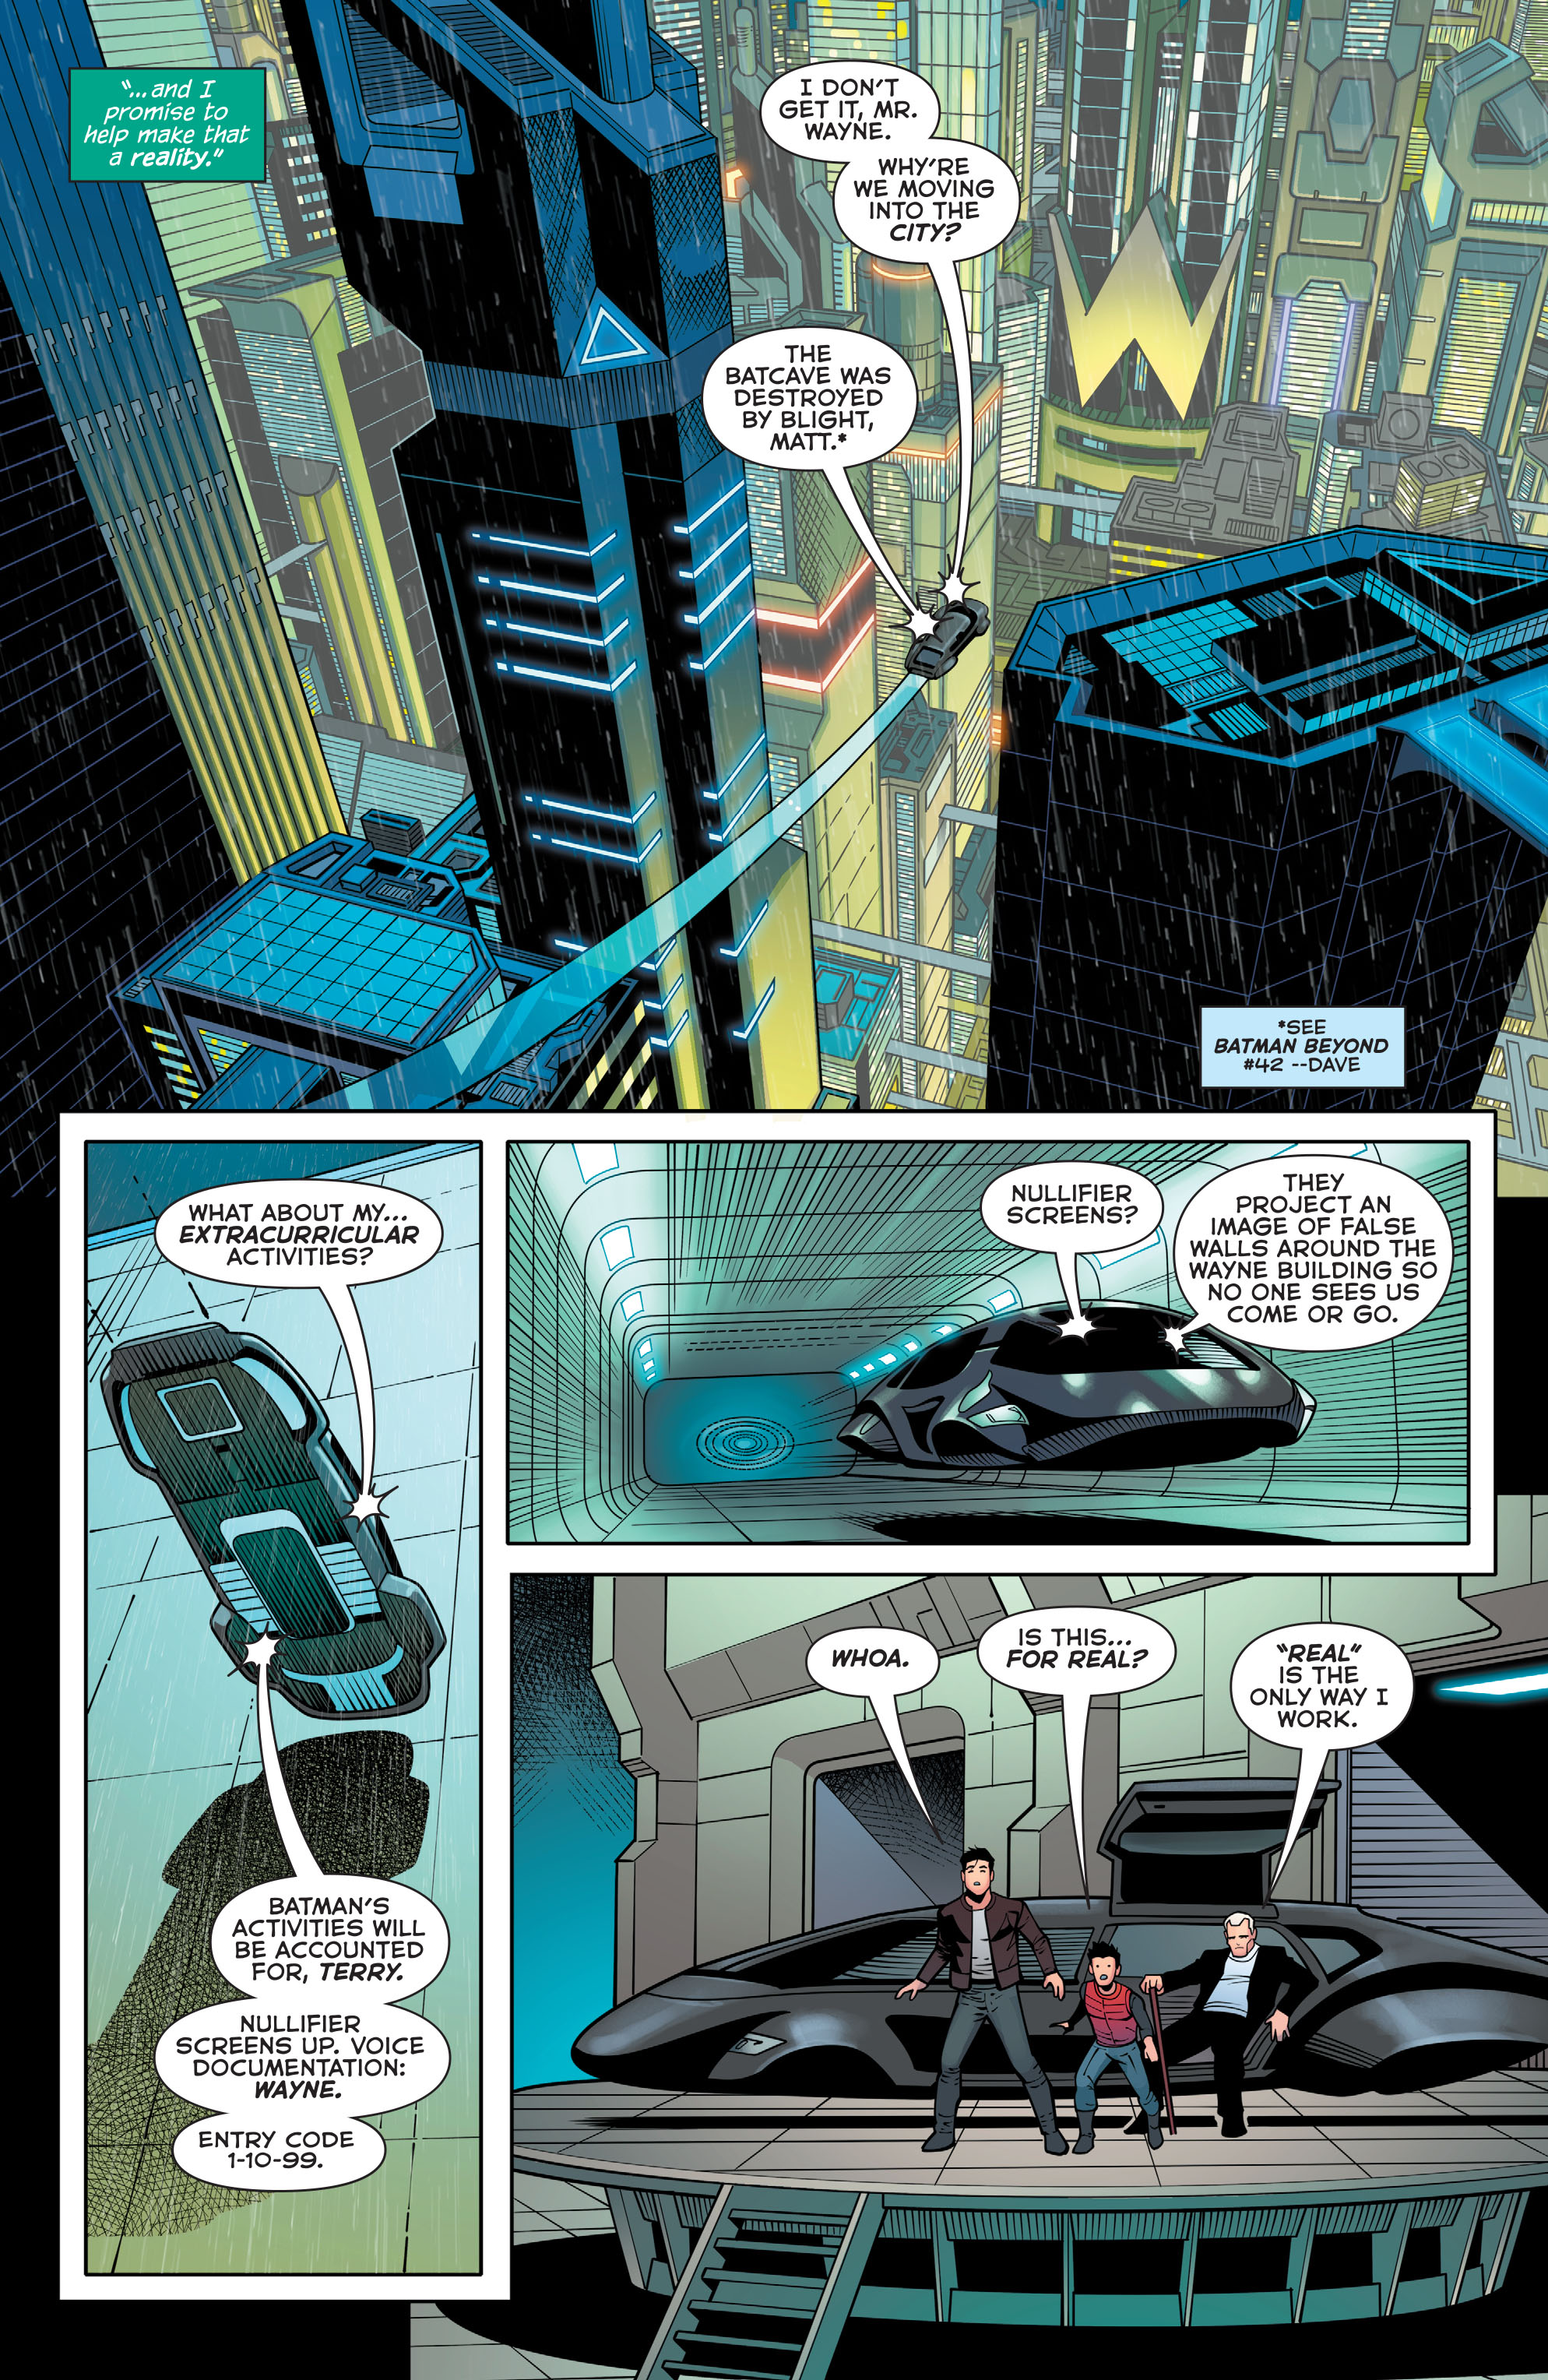 "...and I
promise to
help make that
a reality."
I DON'T
GET IT, MR.
WAYNE.
WHY'RE
WE MOVING
INTO THE
CITY?
THE
BATCAVE WAS
DESTROYED
BY BLIGHT,
MATT.*
W
*SEE
BATMAN BEYOND
#42 --DAVE
WHAT ABOUT MY...
EXTRACURRICULAR
ACTIVITIES?
BATMAN'S
ACTIVITIES WILL
BE ACCOUNTED
FOR, TERRY.
NULLIFIER
SCREENS UP. VOICE
DOCUMENTATION:
WAYNE.
ENTRY CODE
1-10-99.
NULLIFIER
SCREENS?
THEY
PROJECT AN
IMAGE OF FALSE
WALLS AROUND THE
WAYNE BUILDING SO
NO ONE SEES US
COME OR GO.
WHOA.
IS THIS...
FOR REAL?
"REAL"
IS THE
ONLY WAY I
WORK.